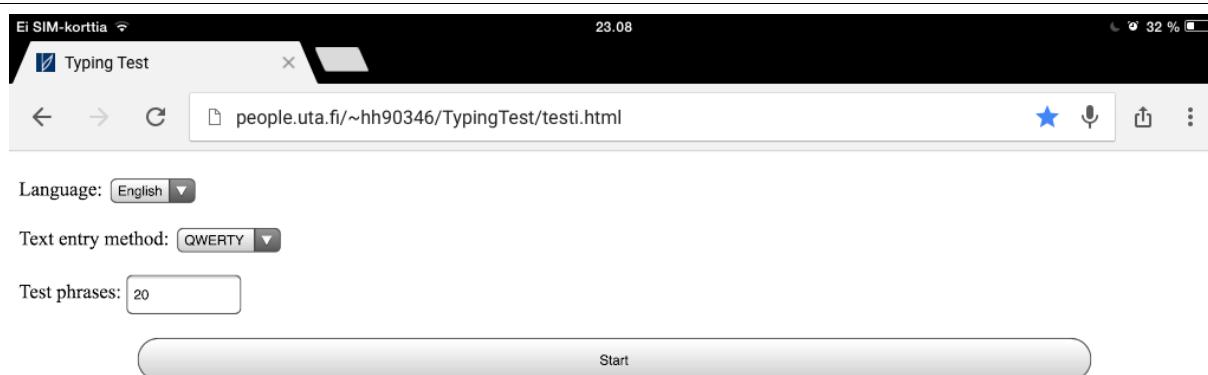 Ei SIM-korttia 23.08 32 %
Typing Test
people.uta.fi/~hh90346/TypingTest/testi.html
Language: English
Text entry method: QWERTY
Test phrases: 20
Start